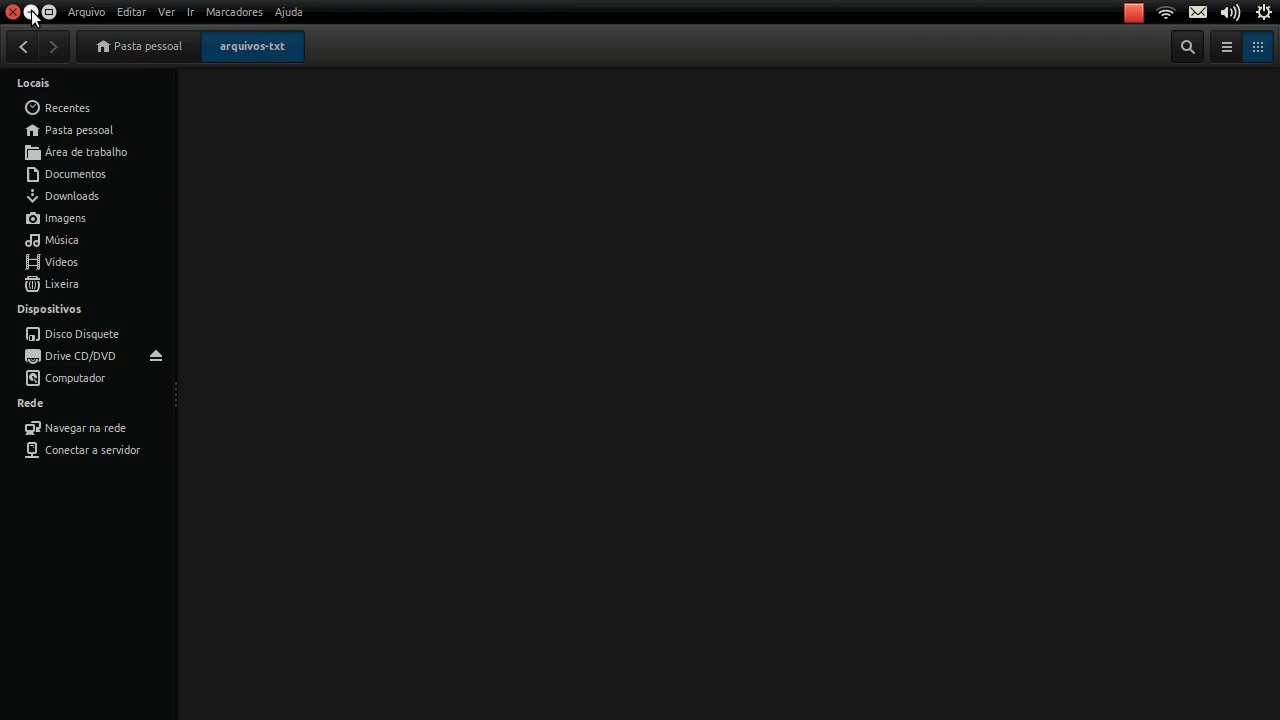 Arquivo Editar Ver Ir Marcadores Ajuda
Pasta pessoal arquivos-txt
Locais
Recentes
Pasta pessoal
Área de trabalho
Documentos
Downloads
Imagens
Música
Vídeos
Lixeira
Dispositivos
Disco Disquete
Drive CD/DVD
Computador
Rede
Navegar na rede
Conectar a servidor